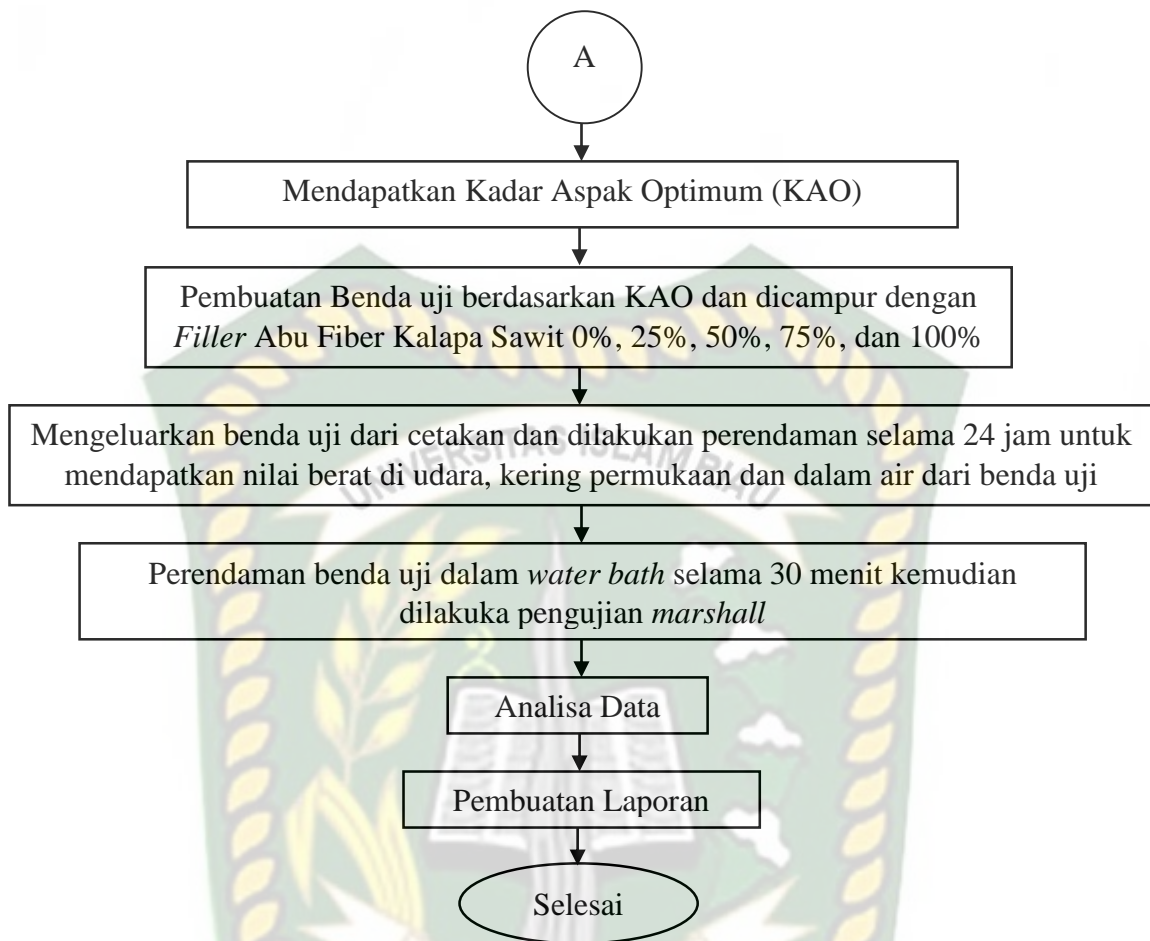 A
Mendapatkan Kadar Aspak Optimum (KAO)
Pembuatan Benda uji berdasarkan KAO dan dicampur dengan
Filler Abu Fiber Kalapa Sawit 0%, 25%, 50%, 75%, dan 100%
Mengeluarkan benda uji dari cetakan dan dilakukan perendaman selama 24 jam untuk
mendapatkan nilai berat di udara, kering permukaan dan dalam air dari benda uji
UNIVERSITAS ISLAM RIAU
Perendaman benda uji dalam water bath selama 30 menit kemudian
dilakuka pengujian marshall
Analisa Data
Pembuatan Laporan
Selesai